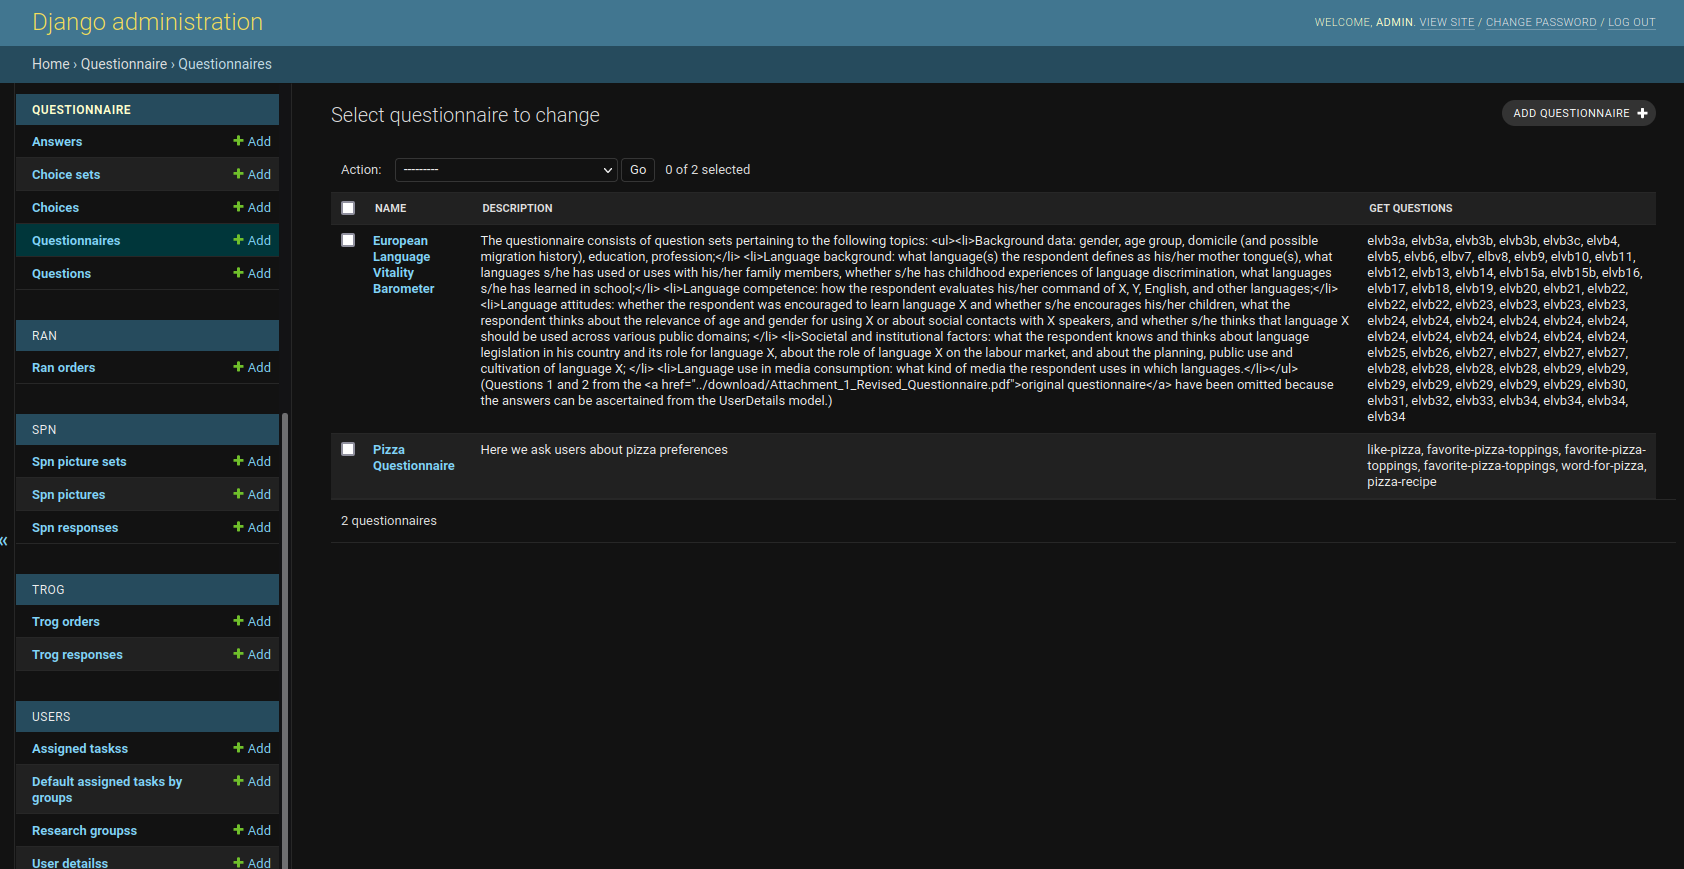 Django administration
WELCOME, ADMIN. VIEW SITE / CHANGE PASSWORD / LOG OUT
Home › Questionnaire › Questionnaires
QUESTIONNAIRE
Answers + Add
Choice sets + Add
Choices + Add
Questionnaires + Add
Questions + Add
RAN
Ran orders + Add
SPN
Spn picture sets + Add
Spn pictures + Add
Spn responses + Add
TROG
Trog orders + Add
Trog responses + Add
USERS
Assigned taskss + Add
Default assigned tasks by + Add
groups
Research groupss + Add
User detailss + Add
«
Select questionnaire to change
ADD QUESTIONNAIRE +
Action: --------- Go 0 of 2 selected
NAME DESCRIPTION GET QUESTIONS
European
Language
Vitality
Barometer
The questionnaire consists of question sets pertaining to the following topics: <ul><li>Background data: gender, age group, domicile (and possible
migration history), education, profession;</li> <li>Language background: what language(s) the respondent defines as his/her mother tongue(s), what
languages s/he has used or uses with his/her family members, whether s/he has childhood experiences of language discrimination, what languages
s/he has learned in school;</li> <li>Language competence: how the respondent evaluates his/her command of X, Y, English, and other languages;</li>
<li>Language attitudes: whether the respondent was encouraged to learn language X and whether s/he encourages his/her children, what the
respondent thinks about the relevance of age and gender for using X or about social contacts with X speakers, and whether s/he thinks that language X
should be used across various public domains; </li> <li>Societal and institutional factors: what the respondent knows and thinks about language
legislation in his country and its role for language X, about the role of language X on the labour market, and about the planning, public use and
cultivation of language X; </li> <li>Language use in media consumption: what kind of media the respondent uses in which languages.</li></ul>
(Questions 1 and 2 from the <a href="../download/Attachment_1_Revised_Questionnaire.pdf">original questionnaire</a> have been omitted because
the answers can be ascertained from the UserDetails model.)
elvb3a, elvb3a, elvb3b, elvb3b, elvb3c, elvb4,
elvb5, elvb6, elbv7, elbv8, elvb9, elvb10, elvb11,
elvb12, elvb13, elvb14, elvb15a, elvb15b, elvb16,
elvb17, elvb18, elvb19, elvb20, elvb21, elvb22,
elvb22, elvb22, elvb23, elvb23, elvb23, elvb23,
elvb24, elvb24, elvb24, elvb24, elvb24, elvb24,
elvb24, elvb24, elvb24, elvb24, elvb24, elvb24,
elvb25, elvb26, elvb27, elvb27, elvb27, elvb27,
elvb28, elvb28, elvb28, elvb28, elvb29, elvb29,
elvb29, elvb29, elvb29, elvb29, elvb29, elvb30,
elvb31, elvb32, elvb33, elvb34, elvb34, elvb34,
elvb34
Pizza
Questionnaire
Here we ask users about pizza preferences
like-pizza, favorite-pizza-toppings, favorite-pizza-
toppings, favorite-pizza-toppings, word-for-pizza,
pizza-recipe
2 questionnaires